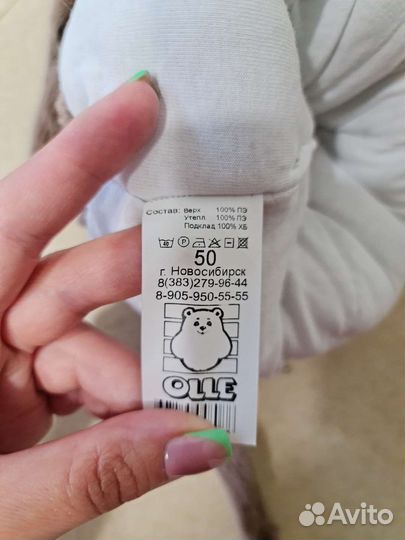 Состав: Верх 100% ПЭ
Утепл. 100% ПЭ
Подклад 100% ХБ
40 P
50
г. Новосибирск
8(383)279-96-44
8-905-950-55-55
OLLE
Avito